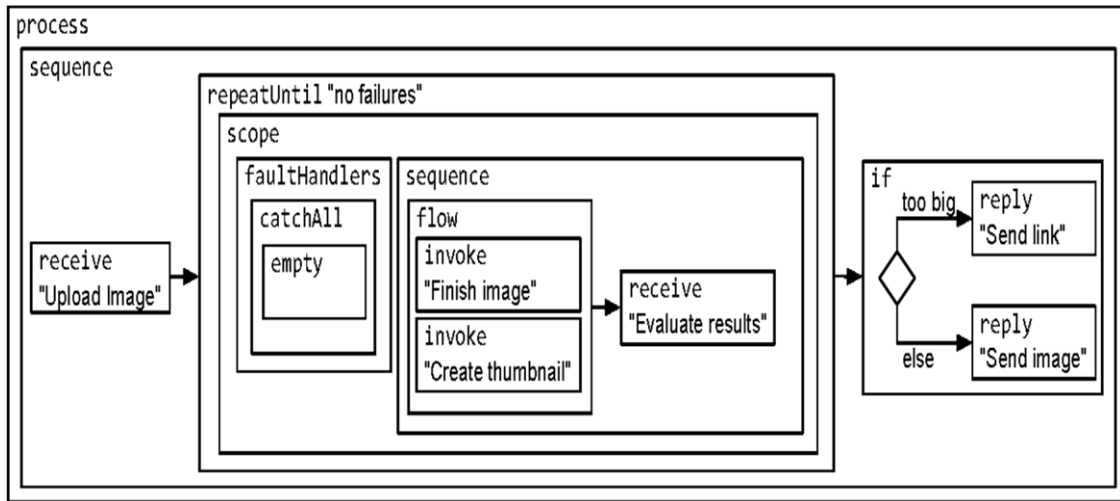 process
sequence
repeatUntil "no failures"
scope
faultHandlers
catchAll
empty
sequence
flow
invoke
"Finish image"
invoke
"Create thumbnail"
receive
"Upload Image"
receive
"Evaluate results"
if
too big
reply
"Send link"
else
reply
"Send image"